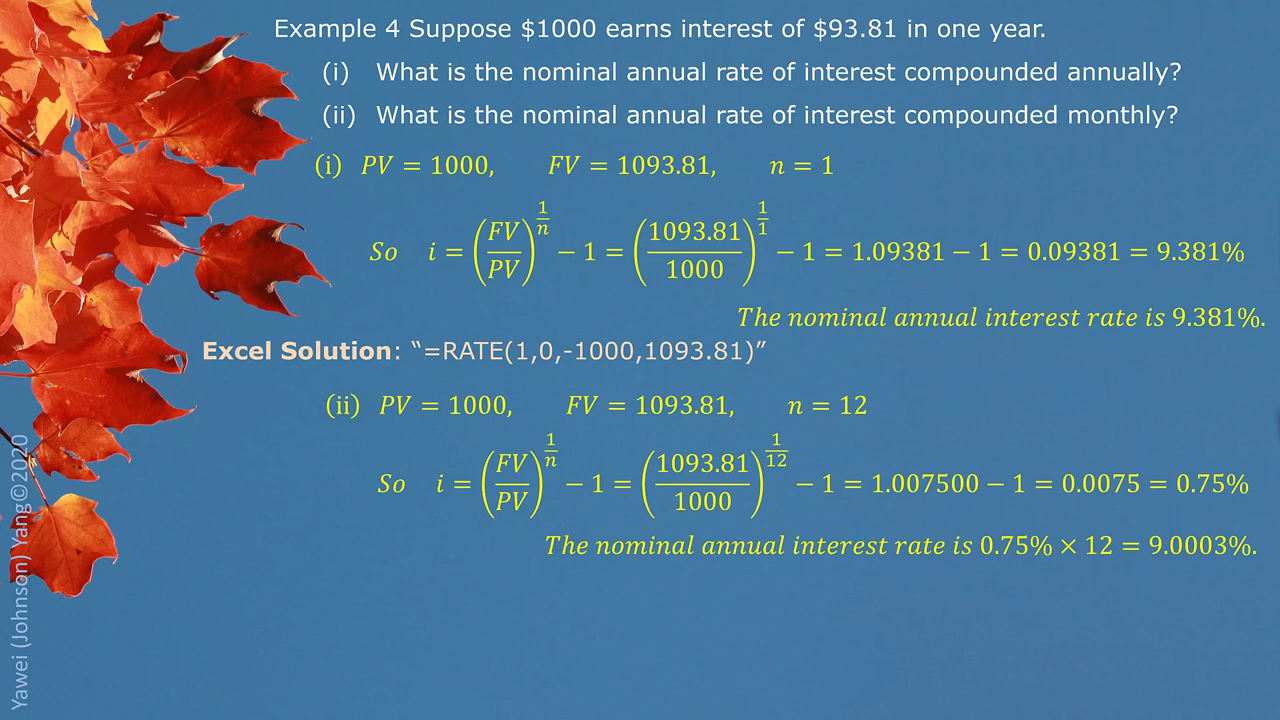 Example 4 Suppose $1000 earns interest of $93.81 in one year.
(i) What is the nominal annual rate of interest compounded annually?
(ii) What is the nominal annual rate of interest compounded monthly?
(i) PV = 1000, FV = 1093.81, n = 1
So i = (FV/PV)^(1/n) − 1 = (1093.81/1000)^(1/1) − 1 = 1.09381 − 1 = 0.09381 = 9.381%
The nominal annual interest rate is 9.381%.
Excel Solution: “=RATE(1,0,-1000,1093.81)”
(ii) PV = 1000, FV = 1093.81, n = 12
So i = (FV/PV)^(1/n) − 1 = (1093.81/1000)^(1/12) − 1 = 1.007500 − 1 = 0.0075 = 0.75%
The nominal annual interest rate is 0.75% × 12 = 9.0003%.
Yawei (Johnson) Yang©2020